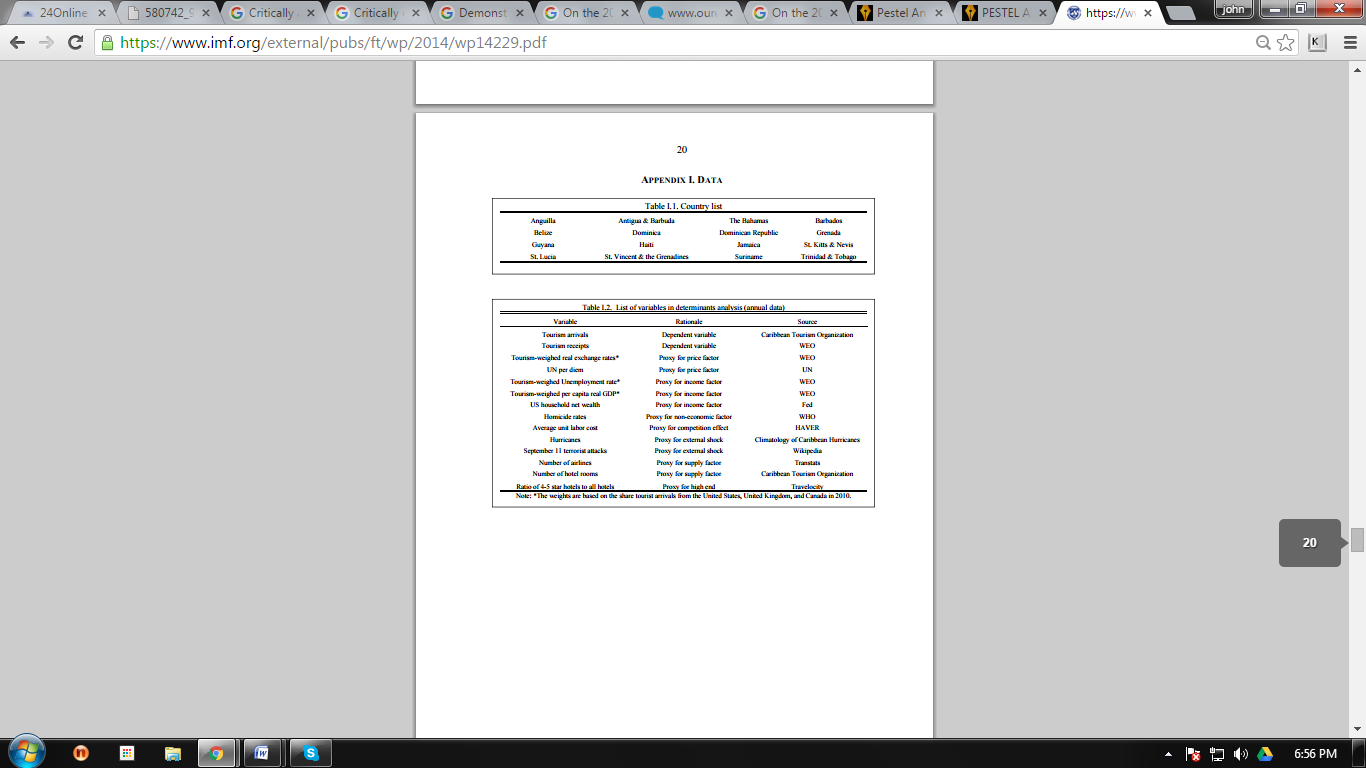 24Online
580742_S
Critically
Critically
Demonst
On the 20
www.oure
On the 20
Pestel An
PESTEL A
https://w
john
https://www.imf.org/external/pubs/ft/wp/2014/wp14229.pdf
20
APPENDIX I. DATA
Table I.1. Country list
Anguilla Antigua & Barbuda The Bahamas Barbados
Belize Dominica Dominican Republic Grenada
Guyana Haiti Jamaica St. Kitts & Nevis
St. Lucia St. Vincent & the Grenadines Suriname Trinidad & Tobago
Table I.2. List of variables in determinants analysis (annual data)
Variable Rationale Source
Tourism arrivals Dependent variable Caribbean Tourism Organization
Tourism receipts Dependent variable WEO
Tourism-weighed real exchange rates* Proxy for price factor WEO
UN per diem Proxy for price factor UN
Tourism-weighed Unemployment rate* Proxy for income factor WEO
Tourism-weighed per capita real GDP* Proxy for income factor WEO
US household net wealth Proxy for income factor Fed
Homicide rates Proxy for non-economic factor WHO
Average unit labor cost Proxy for competition effect HAVER
Hurricanes Proxy for external shock Climatology of Caribbean Hurricanes
September 11 terrorist attacks Proxy for external shock Wikipedia
Number of airlines Proxy for supply factor Transtats
Number of hotel rooms Proxy for supply factor Caribbean Tourism Organization
Ratio of 4-5 star hotels to all hotels Proxy for high end Travelocity
Note: *The weights are based on the share tourist arrivals from the United States, United Kingdom, and Canada in 2010.
20
6:56 PM